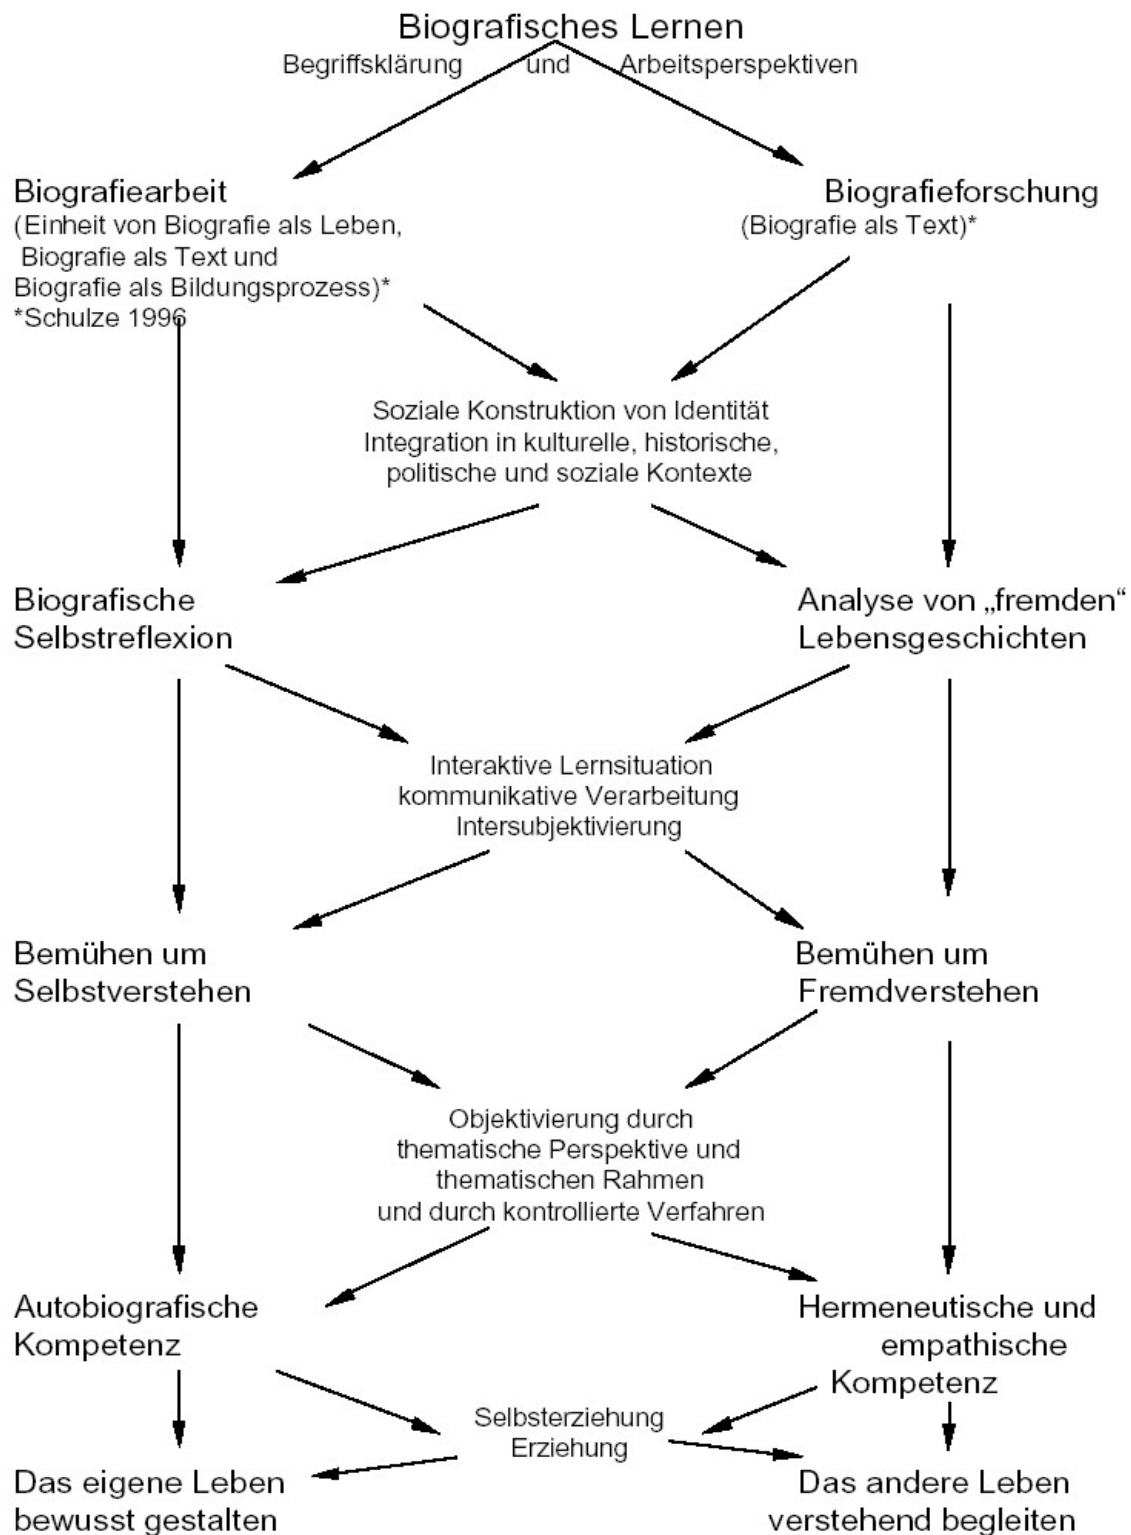 Biografisches Lernen
Begriffsklärung und Arbeitsperspektiven
Biografiearbeit
(Einheit von Biografie als Leben,
Biografie als Text und
Biografie als Bildungsprozess)*
*Schulze 1996
Biografieforschung
(Biografie als Text)*
Soziale Konstruktion von Identität
Integration in kulturelle, historische,
politische und soziale Kontexte
Biografische
Selbstreflexion
Analyse von „fremden“
Lebensgeschichten
Interaktive Lernsituation
kommunikative Verarbeitung
Intersubjektivierung
Bemühen um
Selbstverstehen
Bemühen um
Fremdverstehen
Objektivierung durch
thematische Perspektive und
thematischen Rahmen
und durch kontrollierte Verfahren
Autobiografische
Kompetenz
Hermeneutische und
empathische
Kompetenz
Selbsterziehung
Erziehung
Das eigene Leben
bewusst gestalten
Das andere Leben
verstehend begleiten